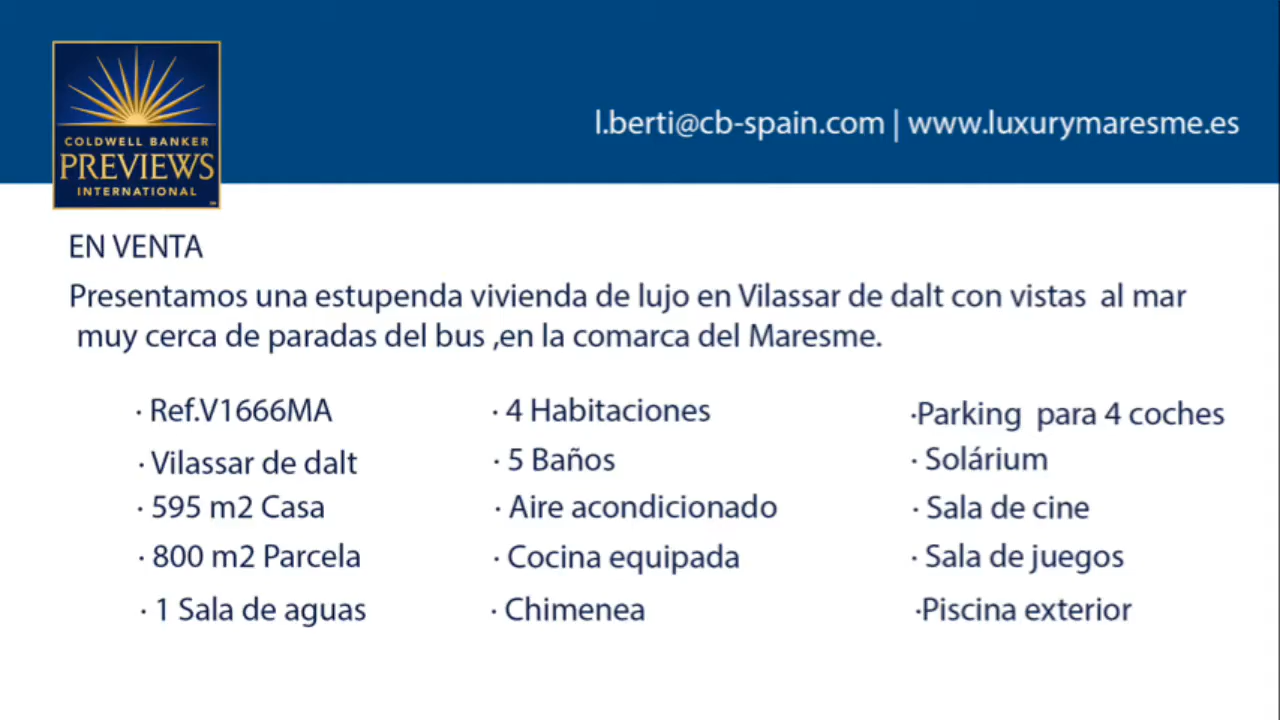 COLDWELL BANKER
PREVIEWS
INTERNATIONAL
l.berti@cb-spain.com | www.luxurymaresme.es
EN VENTA
Presentamos una estupenda vivienda de lujo en Vilassar de dalt con vistas  al mar
muy cerca de paradas del bus ,en la comarca del Maresme.
· Ref.V1666MA
· Vilassar de dalt
· 595 m2 Casa
· 800 m2 Parcela
· 1 Sala de aguas
· 4 Habitaciones
· 5 Baños
· Aire acondicionado
· Cocina equipada
· Chimenea
·Parking  para 4 coches
· Solárium
· Sala de cine
· Sala de juegos
·Piscina exterior